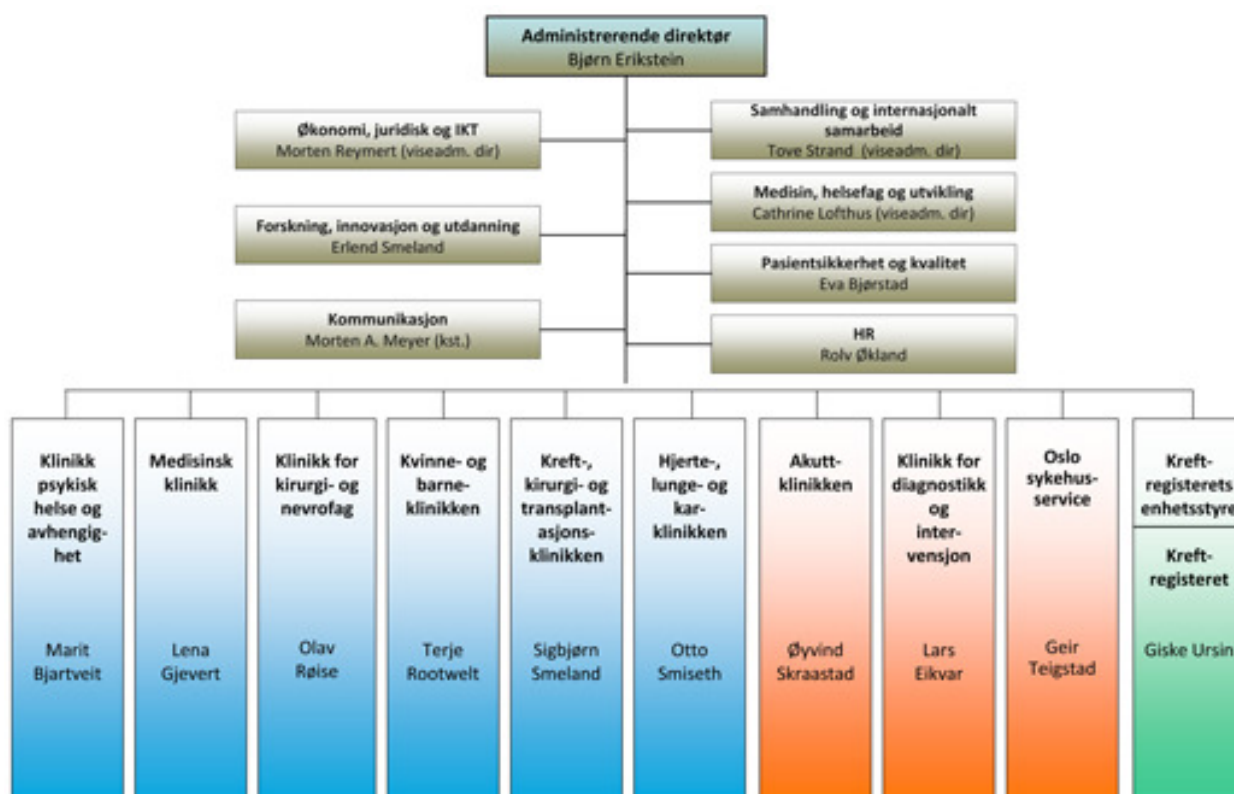 Administrerende direktør
Bjørn Erikstein
Økonomi, juridisk og IKT
Morten Reymert (viseadm. dir)
Samhandling og internasjonalt
samarbeid
Tove Strand (viseadm. dir)
Medisin, helsefag og utvikling
Cathrine Lofthus (viseadm. dir)
Forskning, innovasjon og utdanning
Erlend Smeland
Pasientsikkerhet og kvalitet
Eva Bjørstad
Kommunikasjon
Morten A. Meyer (kst.)
HR
Rolv Økland
Klinikk
psykisk
helse og
avhengig-
het
Marit
Bjartveit
Medisinsk
klinikk
Lena
Gjevert
Klinikk for
kirurgi- og
nevrofag
Olav
Røise
Kvinne- og
barne-
klinikken
Terje
Rootwelt
Kreft-,
kirurgi- og
transplant-
asjons-
klinikken
Sigbjørn
Smeland
Hjerte-,
lunge- og
kar-
klinikken
Otto
Smiseth
Akutt-
klinikken
Øyvind
Skraastad
Klinikk for
diagnostikk
og
inter-
vensjon
Lars
Eikvar
Oslo
sykehus-
service
Geir
Teigstad
Kreft-
registerets
enhetsstyre
Kreft-
registeret
Giske Ursin